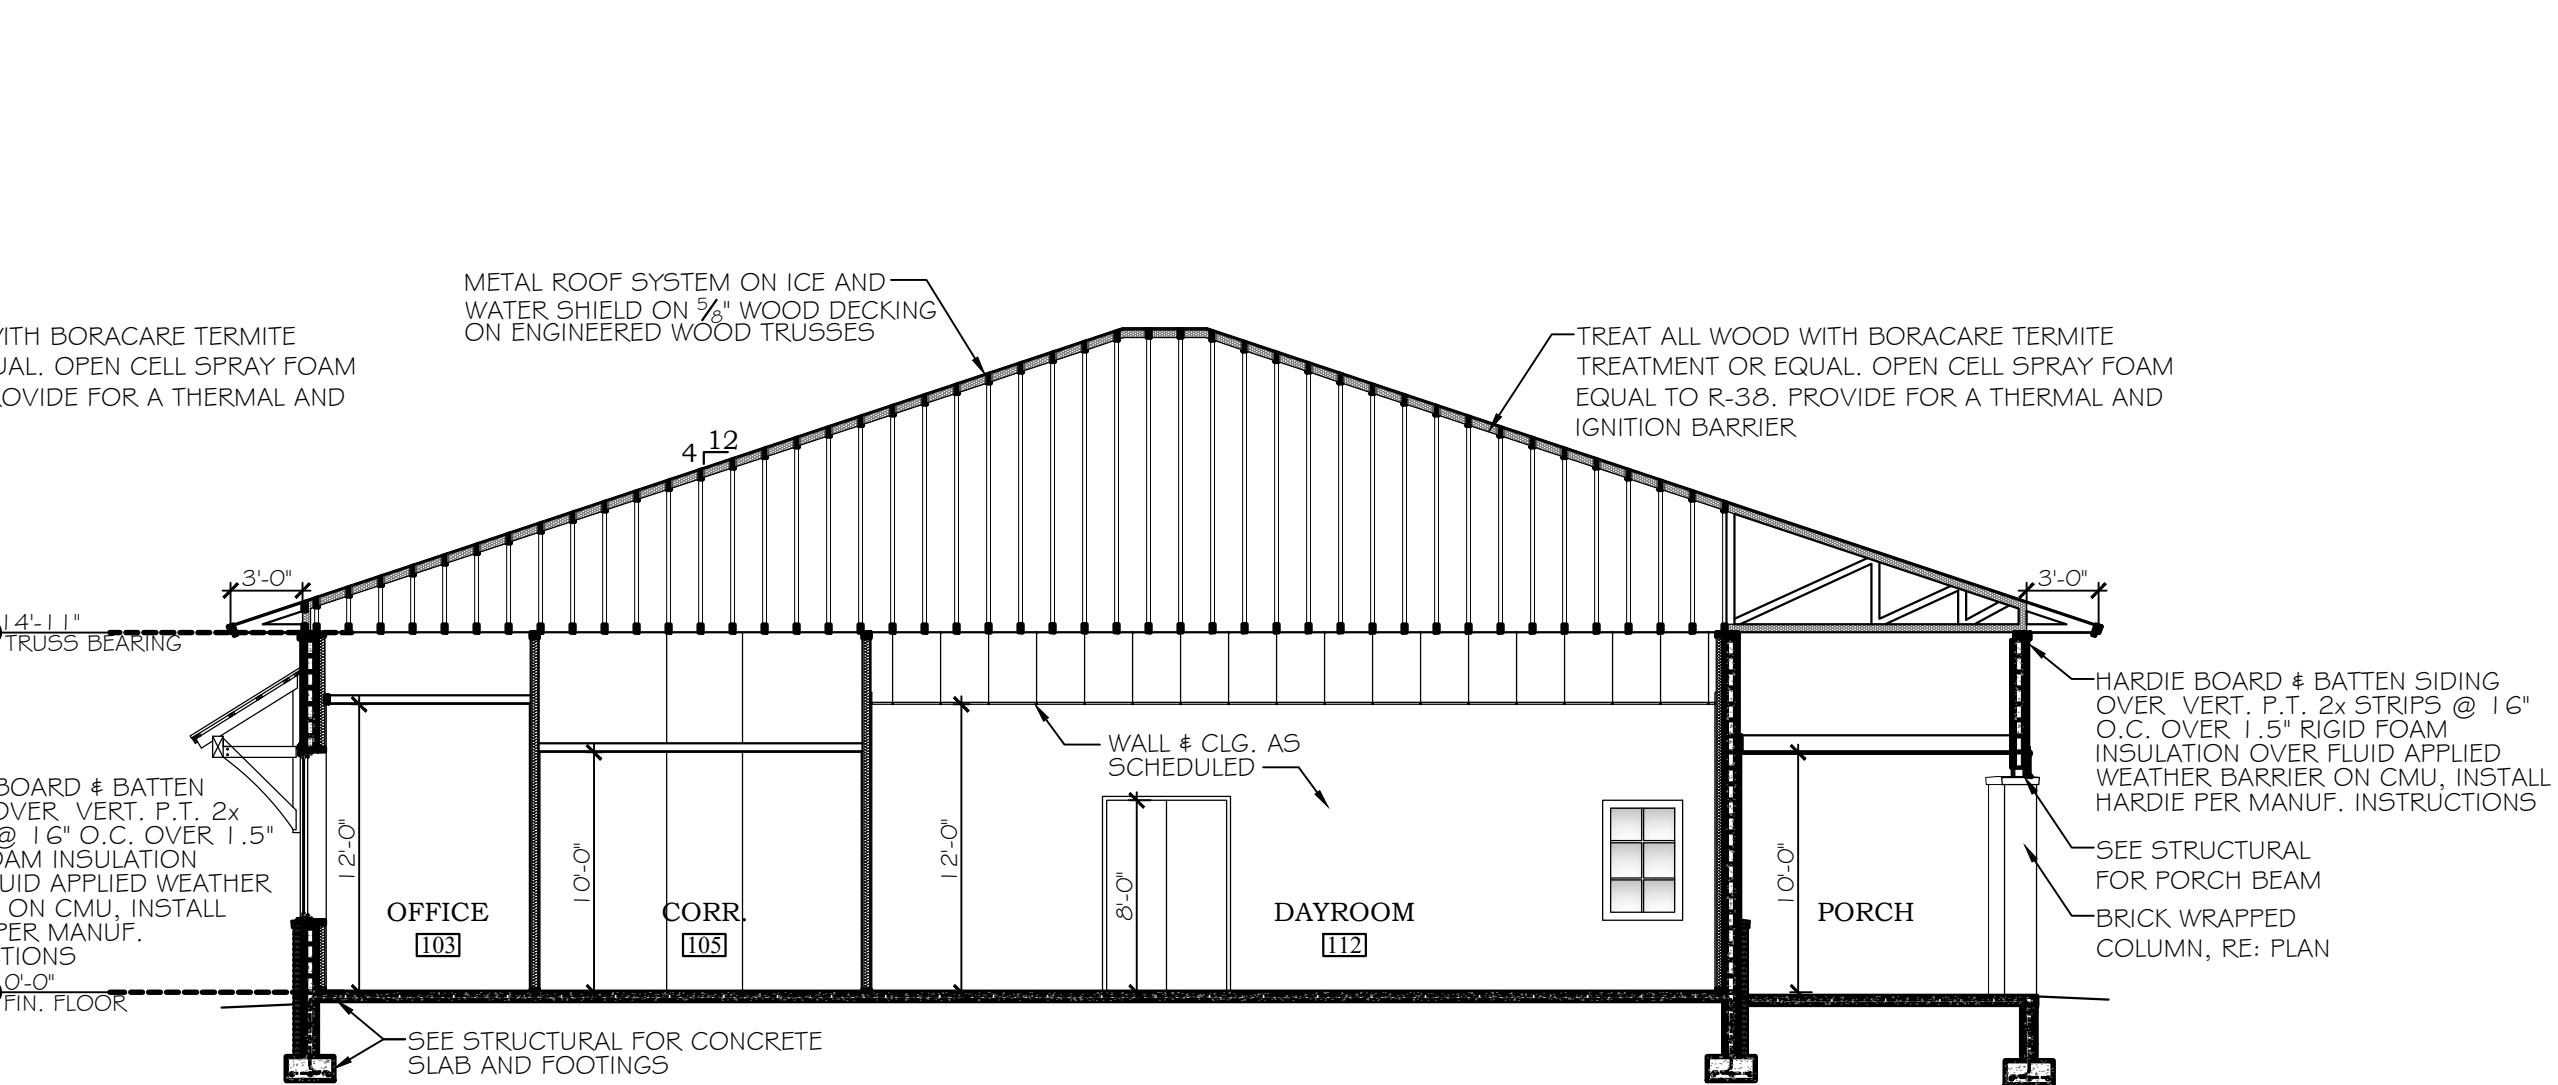 METAL ROOF SYSTEM ON ICE AND
WATER SHIELD ON 5/8" WOOD DECKING
ON ENGINEERED WOOD TRUSSES
WITH BORACARE TERMITE
UAL. OPEN CELL SPRAY FOAM
ROVIDE FOR A THERMAL AND
TREAT ALL WOOD WITH BORACARE TERMITE
TREATMENT OR EQUAL. OPEN CELL SPRAY FOAM
EQUAL TO R-38. PROVIDE FOR A THERMAL AND
IGNITION BARRIER
4
12
3'-0"
3'-0"
14'-11"
TRUSS BEARING
HARDIE BOARD & BATTEN SIDING
OVER VERT. P.T. 2x STRIPS @ 16"
O.C. OVER 1.5" RIGID FOAM
INSULATION OVER FLUID APPLIED
WEATHER BARRIER ON CMU, INSTALL
HARDIE PER MANUF. INSTRUCTIONS
WALL & CLG. AS
SCHEDULED
BOARD & BATTEN
OVER VERT. P.T. 2x
@ 16" O.C. OVER 1.5"
OAM INSULATION
UID APPLIED WEATHER
ON CMU, INSTALL
PER MANUF.
CTIONS
12'-0"
10'-0"
12'-0"
8'-0"
10'-0"
SEE STRUCTURAL
FOR PORCH BEAM
OFFICE
103
CORR.
105
DAYROOM
112
PORCH
BRICK WRAPPED
COLUMN, RE: PLAN
0'-0"
FIN. FLOOR
SEE STRUCTURAL FOR CONCRETE
SLAB AND FOOTINGS